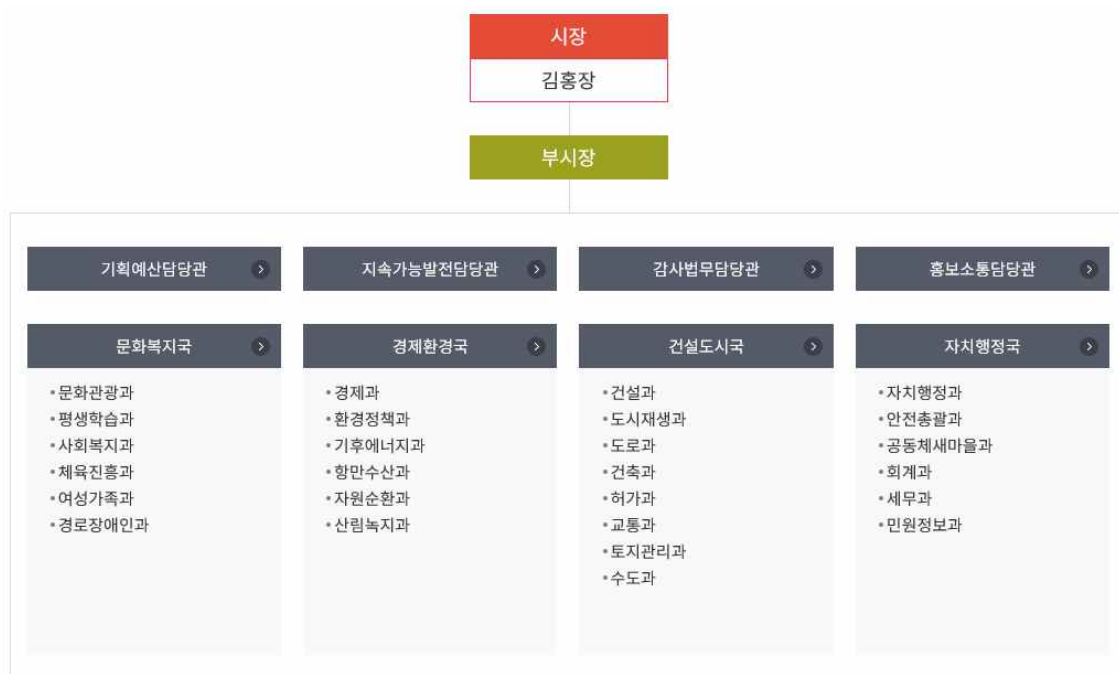 시장
김홍장
부시장
기획예산담당관
지속가능발전담당관
감사법무담당관
홍보소통담당관
문화복지국
•문화관광과
•평생학습과
•사회복지과
•체육진흥과
•여성가족과
•경로장애인과
경제환경국
•경제과
•환경정책과
•기후에너지과
•항만수산과
•자원순환과
•산림녹지과
건설도시국
•건설과
•도시재생과
•도로과
•건축과
•허가과
•교통과
•토지관리과
•수도과
자치행정국
•자치행정과
•안전총괄과
•공동체새마을과
•회계과
•세무과
•민원정보과